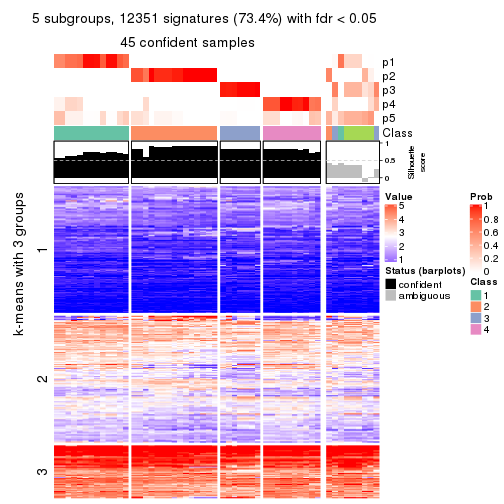 5 subgroups, 12351 signatures (73.4%) with fdr < 0.05
45 confident samples
p1
p2
p3
p4
p5
Class
1
0.5
0
Silhouette
score
k-means with 3 groups
1
2
3
Value
5
4
3
2
1
Status (barplots)
confident
ambiguous
Prob
1
0.8
0.6
0.4
0.2
0
Class
1
2
3
4